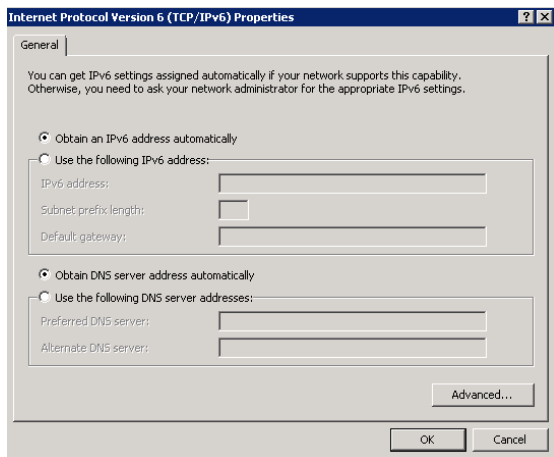 Internet Protocol Version 6 (TCP/IPv6) Properties
General
You can get IPv6 settings assigned automatically if your network supports this capability.
Otherwise, you need to ask your network administrator for the appropriate IPv6 settings.
Obtain an IPv6 address automatically
Use the following IPv6 address:
IPv6 address:
Subnet prefix length:
Default gateway:
Obtain DNS server address automatically
Use the following DNS server addresses:
Preferred DNS server:
Alternate DNS server:
Advanced...
OK Cancel